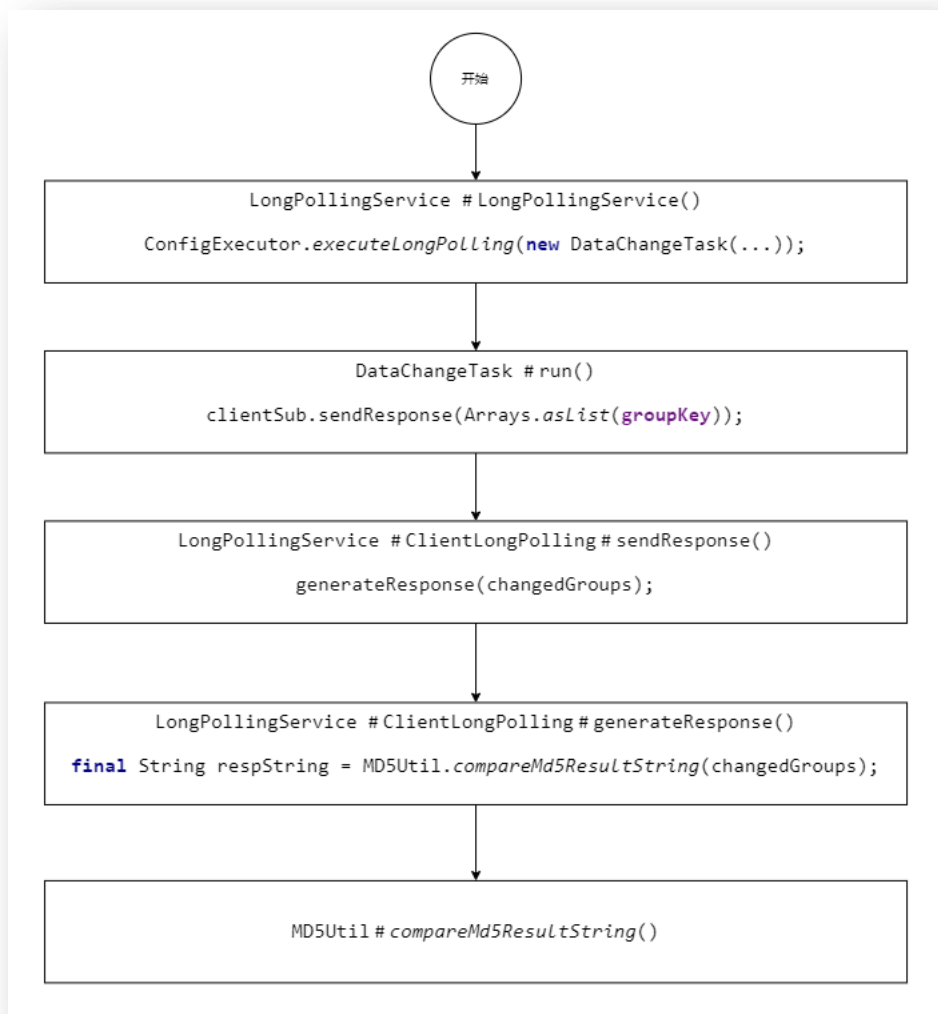 开始
LongPollingService #LongPollingService()
ConfigExecutor.executeLongPolling(new DataChangeTask(...));
DataChangeTask #run()
clientSub.sendResponse(Arrays.asList(groupKey));
LongPollingService #ClientLongPolling#sendResponse()
generateResponse(changedGroups);
LongPollingService #ClientLongPolling#generateResponse()
final String respString = MD5Util.compareMd5ResultString(changedGroups);
MD5Util#compareMd5ResultString()